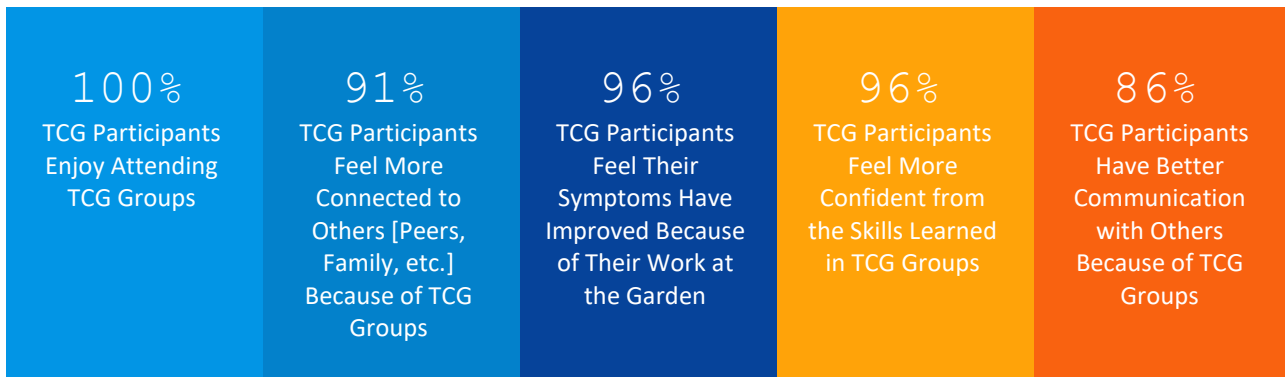 100%
TCG Participants
Enjoy Attending
TCG Groups
91%
TCG Participants
Feel More
Connected to
Others [Peers,
Family, etc.]
Because of TCG
Groups
96%
TCG Participants
Feel Their
Symptoms Have
Improved Because
of Their Work at
the Garden
96%
TCG Participants
Feel More
Confident from
the Skills Learned
in TCG Groups
86%
TCG Participants
Have Better
Communication
with Others
Because of TCG
Groups